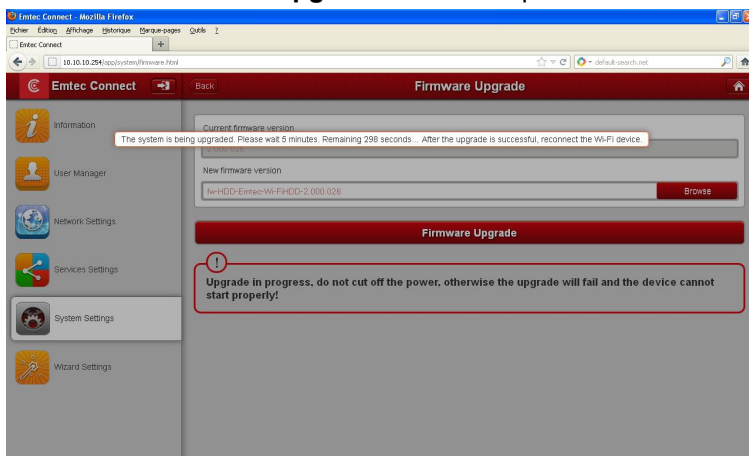 pgr
Emtec Connect - Mozilla Firefox
Fichier Édition Affichage Historique Marque-pages Outils ?
Emtec Connect +
10.10.10.254/app/system/firmware.html default-search.net
Emtec Connect Back Firmware Upgrade
Information
Current firmware version
The system is being upgraded. Please wait 5 minutes. Remaining 298 seconds... After the upgrade is successful, reconnect the Wi-Fi device.
2.000.028
User Manager
New firmware version
fw-HDD-Emtec-Wi-FiHDD-2.000.028
Browse
Network Settings
Firmware Upgrade
Services Settings
Upgrade in progress, do not cut off the power, otherwise the upgrade will fail and the device cannot
start properly!
System Settings
Wizard Settings